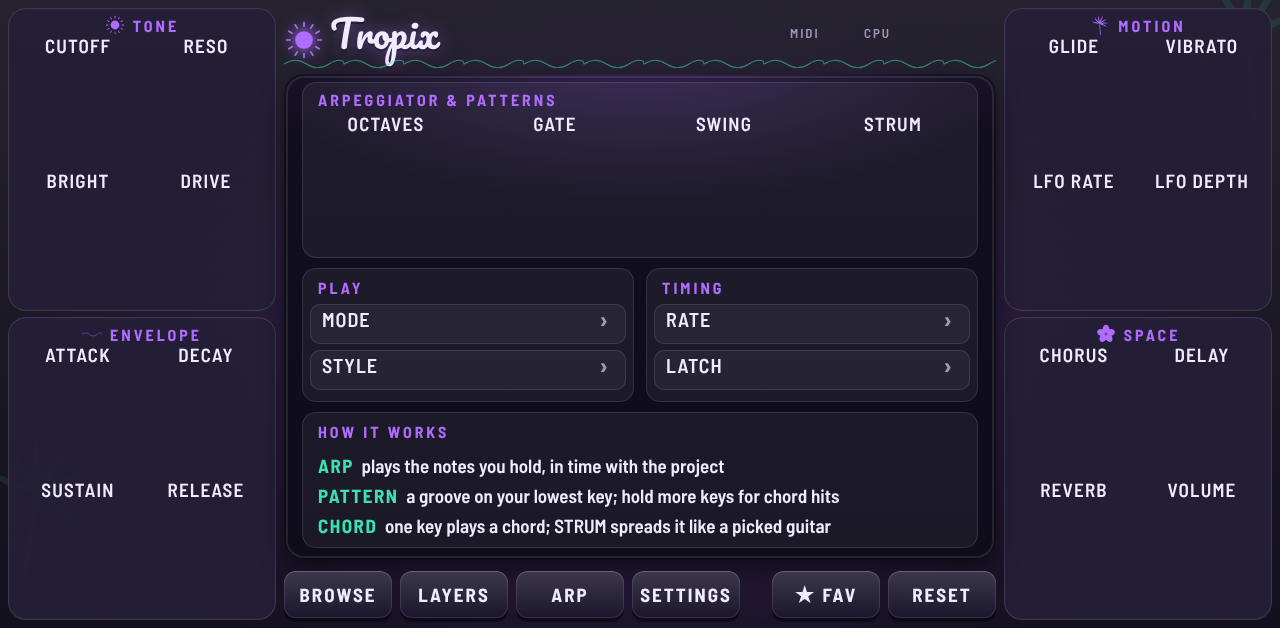 TONE
CUTOFF RESO
BRIGHT DRIVE
ENVELOPE
ATTACK DECAY
SUSTAIN RELEASE
Tropix
MIDI CPU
ARPEGGIATOR & PATTERNS
OCTAVES GATE SWING STRUM
PLAY
MODE ›
STYLE ›
TIMING
RATE ›
LATCH ›
HOW IT WORKS
ARP plays the notes you hold, in time with the project
PATTERN a groove on your lowest key; hold more keys for chord hits
CHORD one key plays a chord; STRUM spreads it like a picked guitar
BROWSE LAYERS ARP SETTINGS ★ FAV RESET
MOTION
GLIDE VIBRATO
LFO RATE LFO DEPTH
SPACE
CHORUS DELAY
REVERB VOLUME